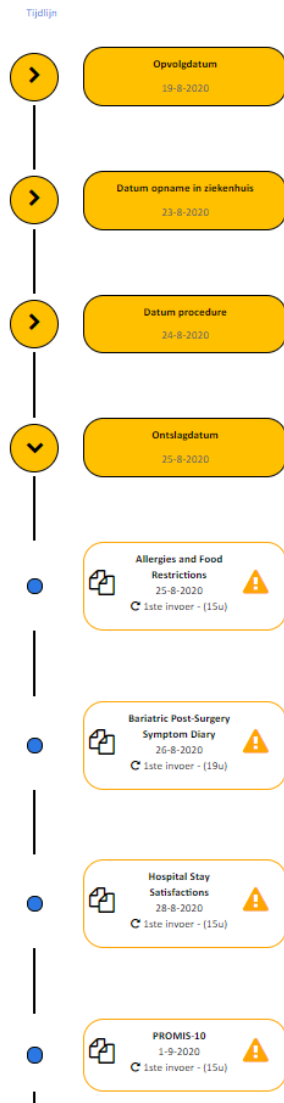 Tijdlijn
Opvolgdatum
19-8-2020
Datum opname in ziekenhuis
23-8-2020
Datum procedure
24-8-2020
Ontslagdatum
25-8-2020
Allergies and Food
Restrictions
25-8-2020
1ste invoer - (15u)
Bariatric Post-Surgery
Symptom Diary
26-8-2020
1ste invoer - (19u)
Hospital Stay
Satisfactions
28-8-2020
1ste invoer - (15u)
PROMIS-10
1-9-2020
1ste invoer - (15u)